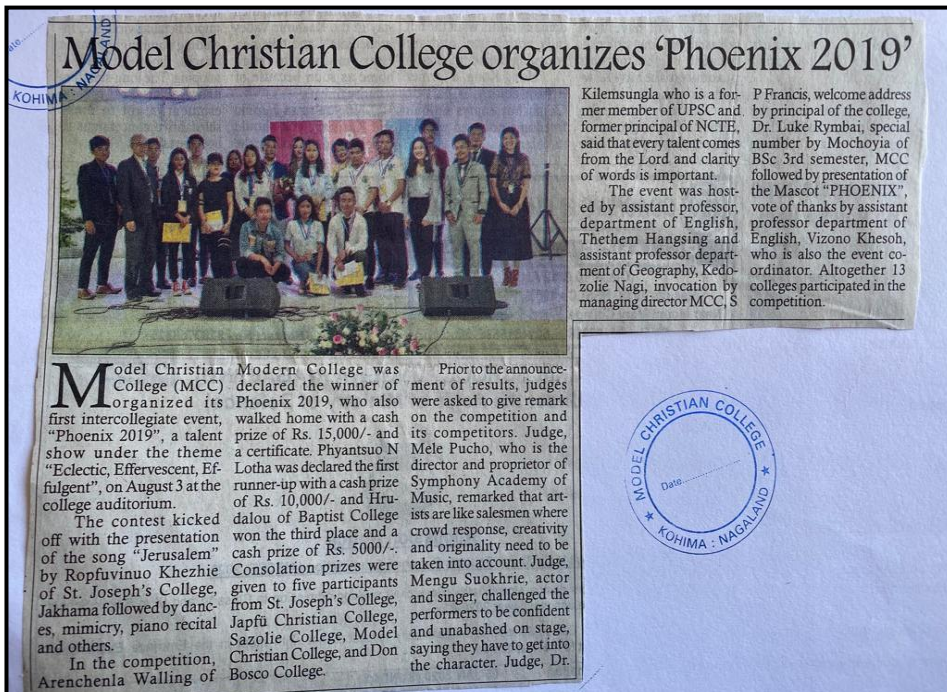 Model Christian College organizes ‘Phoenix 2019’
Model Christian
College (MCC)
organized its
first intercollegiate event,
“Phoenix 2019”, a talent
show under the theme
“Eclectic, Effervescent, Ef-
fulgent”, on August 3 at the
college auditorium.
The contest kicked
off with the presentation
of the song “Jerusalem”
by Ropfuvinuo Khezhie
of St. Joseph’s College,
Jakhama followed by danc-
es, mimicry, piano recital
and others.
In the competition,
Arenchenla Walling of
Modern College was
declared the winner of
Phoenix 2019, who also
walked home with a cash
prize of Rs. 15,000/- and
a certificate. Phyantsuo N
Lotha was declared the first
runner-up with a cash prize
of Rs. 10,000/- and Hru-
dalou of Baptist College
won the third place and a
cash prize of Rs. 5000/-.
Consolation prizes were
given to five participants
from St. Joseph’s College,
Japfü Christian College,
Sazolie College, Model
Christian College, and Don
Bosco College.
Prior to the announce-
ment of results, judges
were asked to give remark
on the competition and
its competitors. Judge,
Mele Pucho, who is the
director and proprietor of
Symphony Academy of
Music, remarked that art-
ists are like salesmen where
crowd response, creativity
and originality need to be
taken into account. Judge,
Mengu Suokhrie, actor
and singer, challenged the
performers to be confident
and unabashed on stage,
saying they have to get into
the character. Judge, Dr.
Kilemsungla who is a for-
mer member of UPSC and
former principal of NCTE,
said that every talent comes
from the Lord and clarity
of words is important.
The event was host-
ed by assistant professor,
department of English,
Thethem Hangsing and
assistant professor depart-
ment of Geography, Kedo-
zolie Nagi, invocation by
managing director MCC, S
P Francis, welcome address
by principal of the college,
Dr. Luke Rymbai, special
number by Mochoyia of
BSc 3rd semester, MCC
followed by presentation of
the Mascot “PHOENIX”,
vote of thanks by assistant
professor department of
English, Vizono Khesoh,
who is also the event co-
ordinator. Altogether 13
colleges participated in the
competition.
KOHIMA : NAGALAND
MODEL CHRISTIAN COLLEGE
Date..............
★ KOHIMA : NAGALAND ★